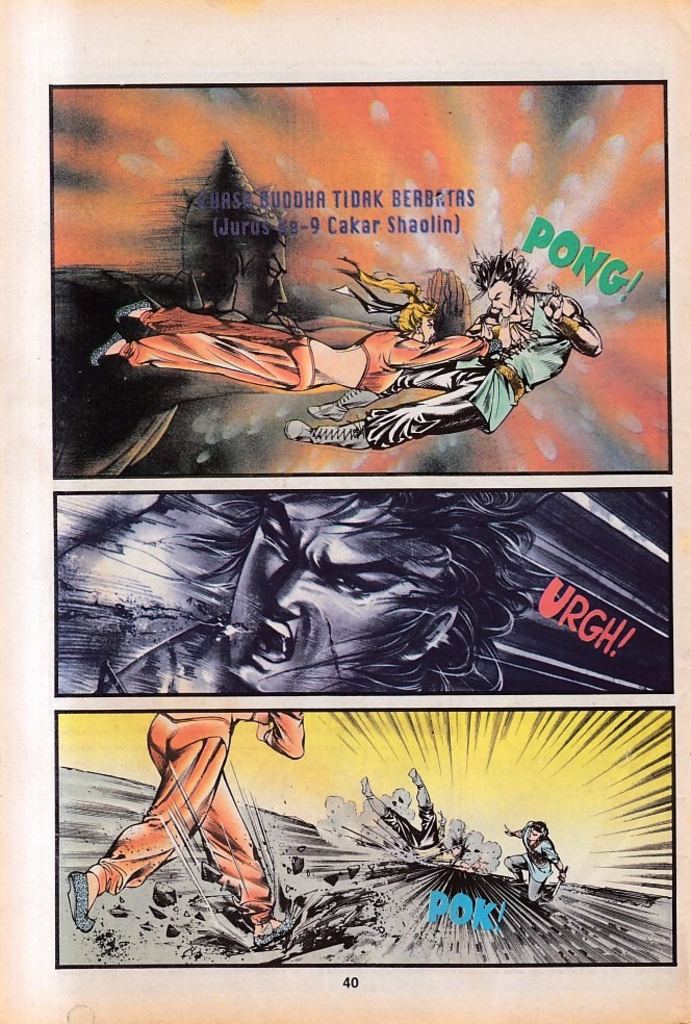 BUDDHA TIDAK BERBATAS
(Jurus ke-9 Cakar Shaolin)
PONG!
URGH!
POK!
40